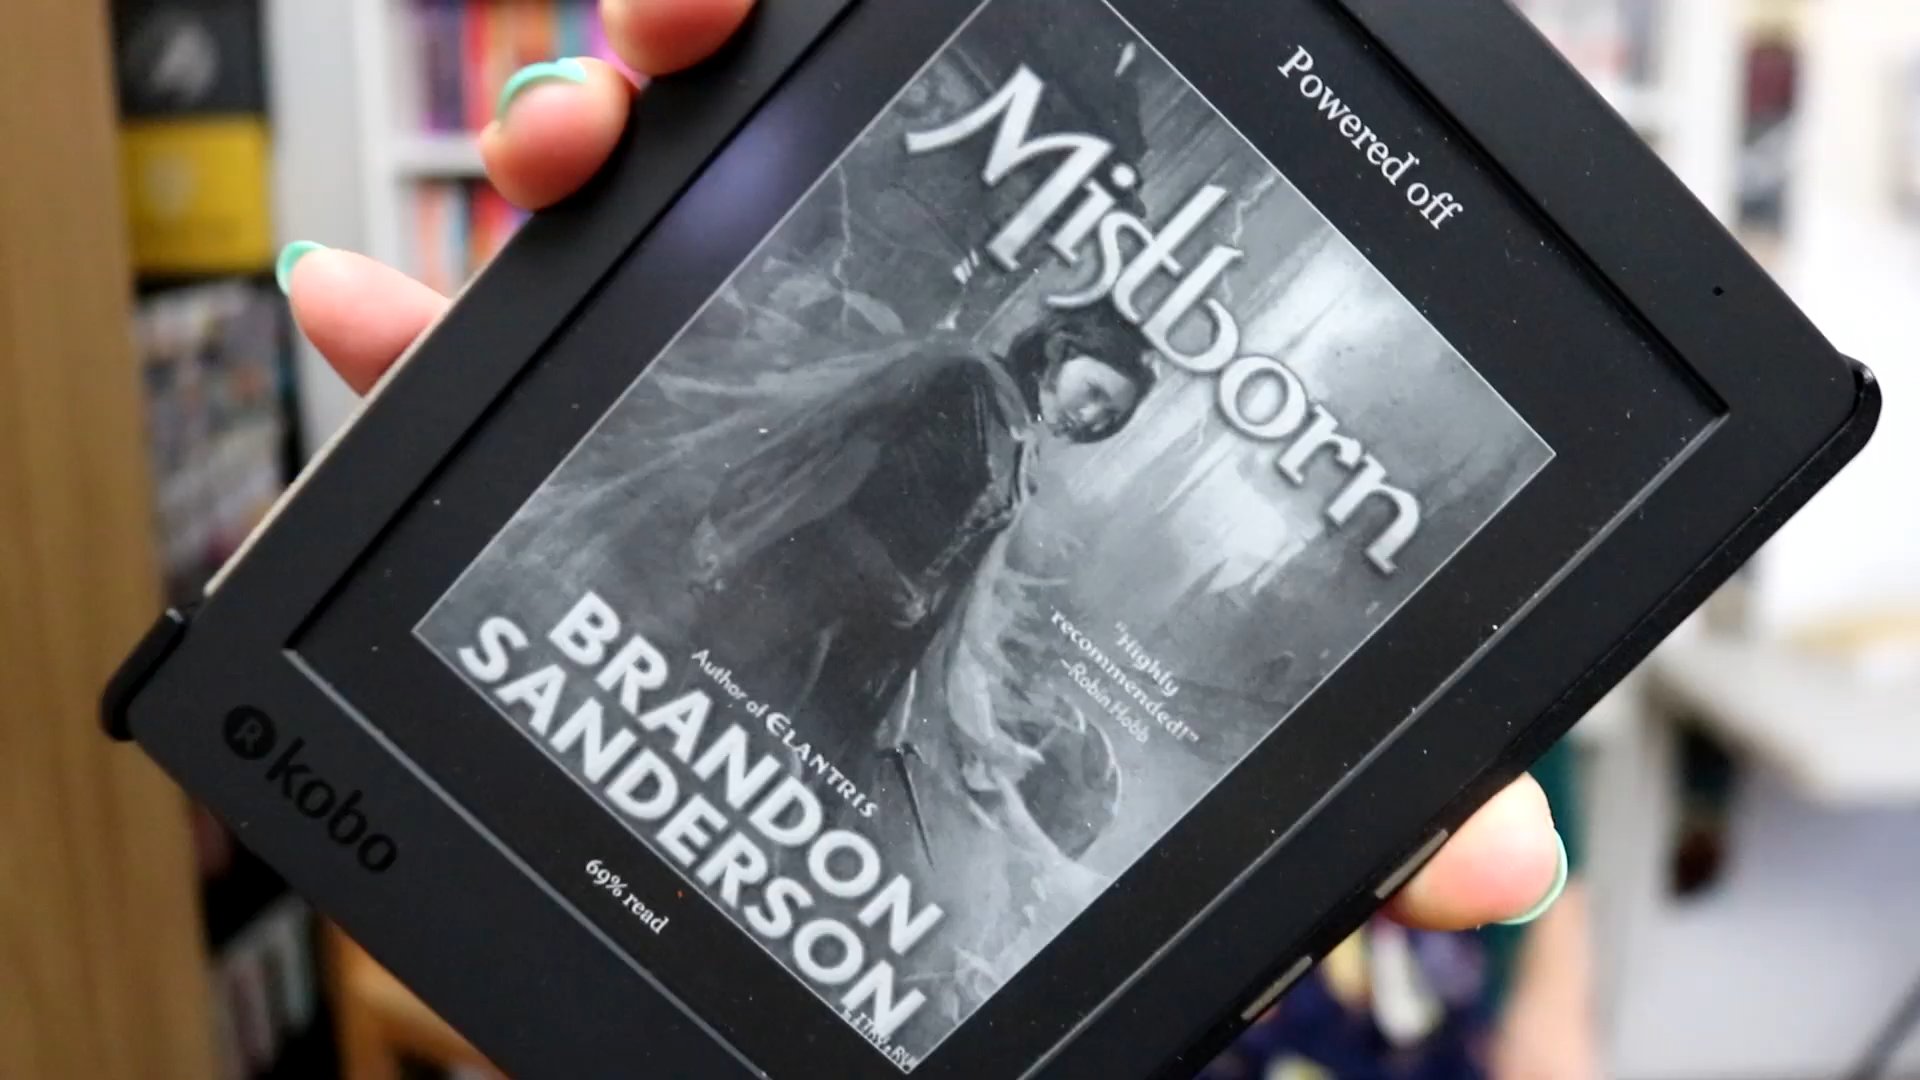 Powered off
Mistborn
"Highly
recommended!"
—Robin Hobb
Author of ELANTRIS
BRANDON
SANDERSON
69% read
R kobo